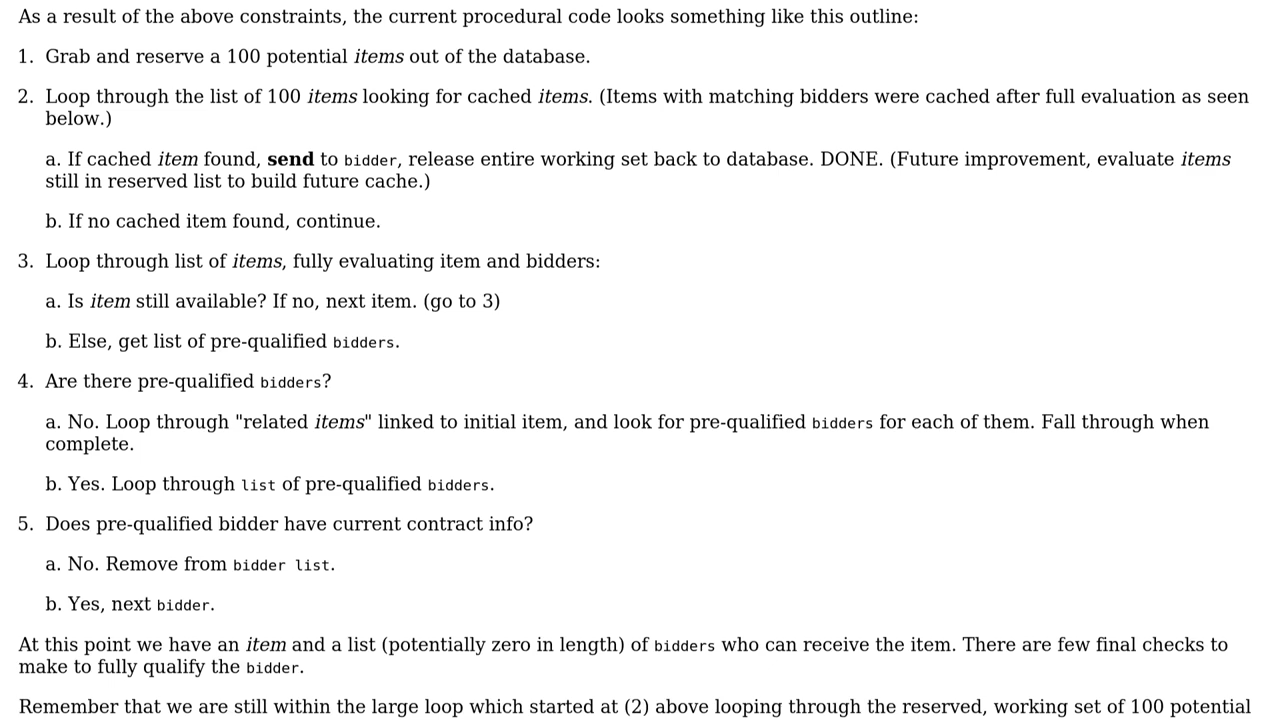 As a result of the above constraints, the current procedural code looks something like this outline:
1. Grab and reserve a 100 potential items out of the database.
2. Loop through the list of 100 items looking for cached items. (Items with matching bidders were cached after full evaluation as seen
below.)
a. If cached item found, send to bidder, release entire working set back to database. DONE. (Future improvement, evaluate items
still in reserved list to build future cache.)
b. If no cached item found, continue.
3. Loop through list of items, fully evaluating item and bidders:
a. Is item still available? If no, next item. (go to 3)
b. Else, get list of pre-qualified bidders.
4. Are there pre-qualified bidders?
a. No. Loop through "related items" linked to initial item, and look for pre-qualified bidders for each of them. Fall through when
complete.
b. Yes. Loop through list of pre-qualified bidders.
5. Does pre-qualified bidder have current contract info?
a. No. Remove from bidder list.
b. Yes, next bidder.
At this point we have an item and a list (potentially zero in length) of bidders who can receive the item. There are few final checks to
make to fully qualify the bidder.
Remember that we are still within the large loop which started at (2) above looping through the reserved, working set of 100 potential